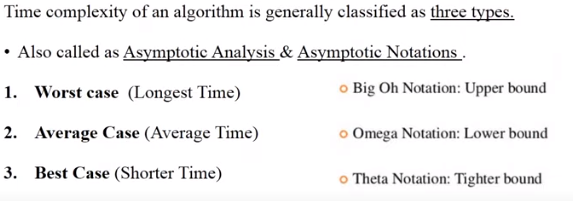 Time complexity of an algorithm is generally classified as three types.
• Also called as Asymptotic Analysis & Asymptotic Notations .
1. Worst case (Longest Time)
2. Average Case (Average Time)
3. Best Case (Shorter Time)
Big Oh Notation: Upper bound
Omega Notation: Lower bound
Theta Notation: Tighter bound